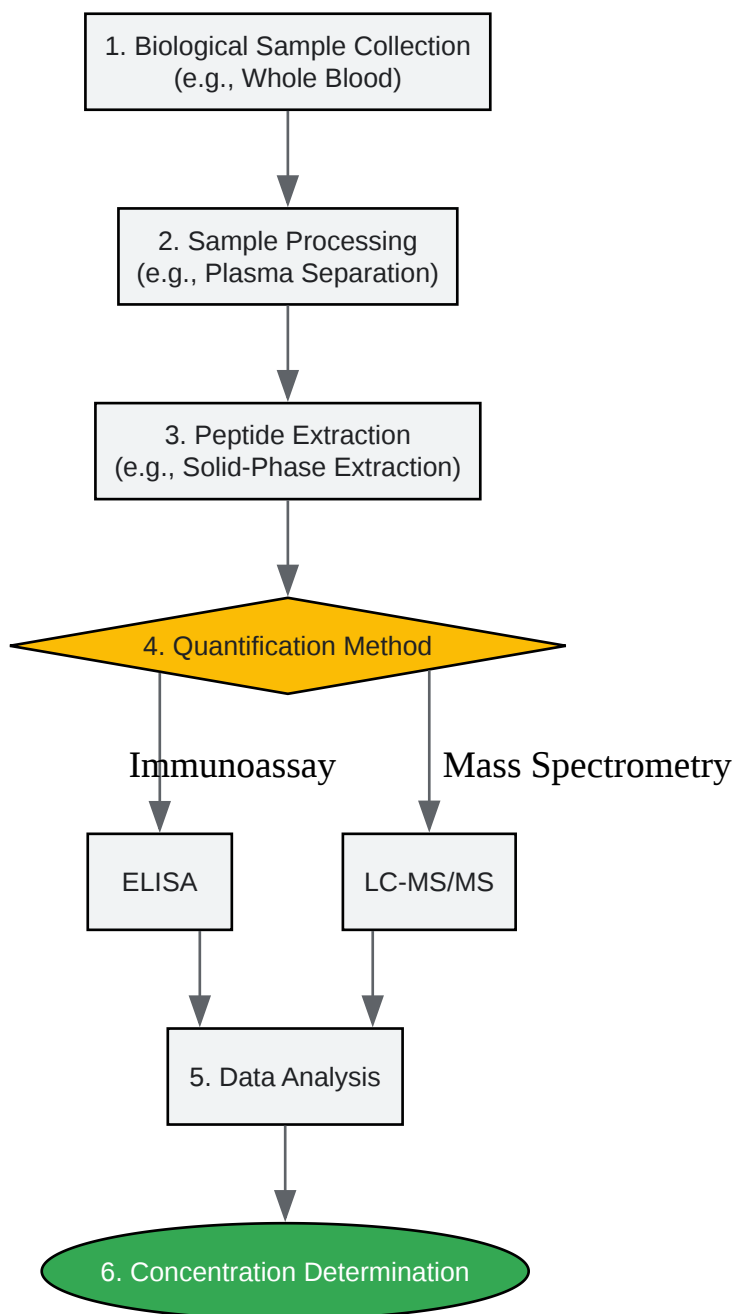 1. Biological Sample Collection
(e.g., Whole Blood)
2. Sample Processing
(e.g., Plasma Separation)
3. Peptide Extraction
(e.g., Solid-Phase Extraction)
4. Quantification Method
Immunoassay
Mass Spectrometry
ELISA
LC-MS/MS
5. Data Analysis
6. Concentration Determination